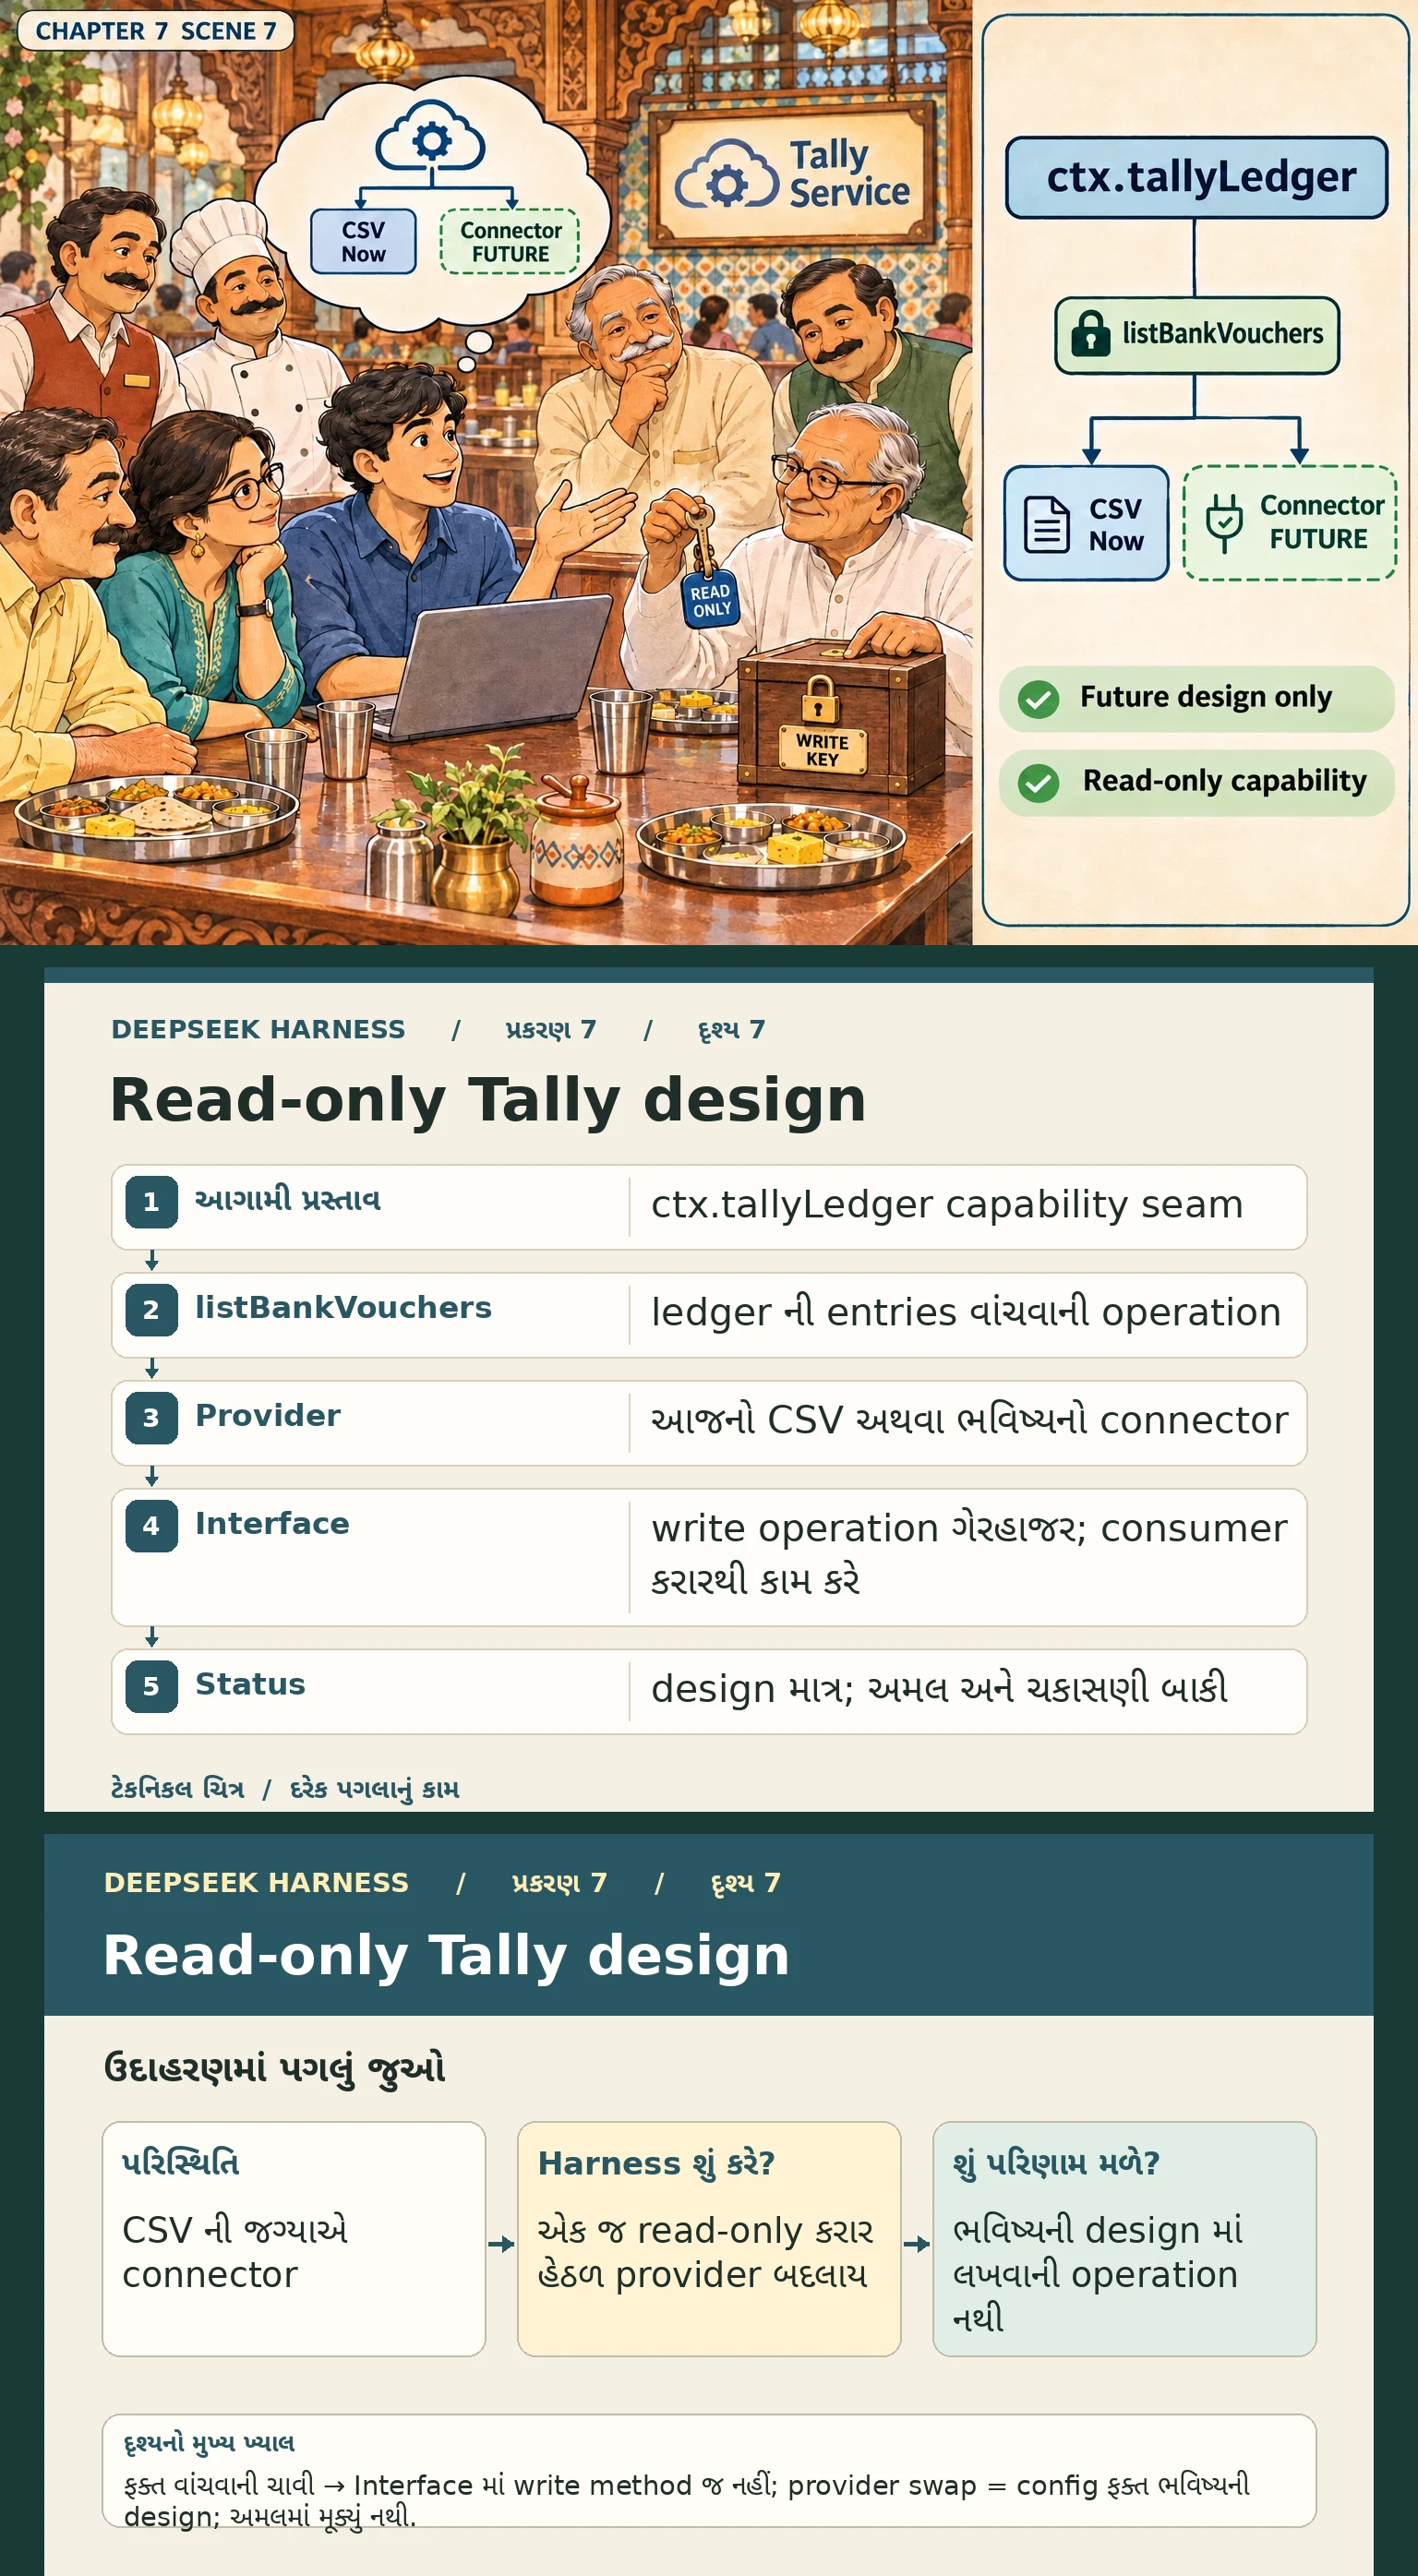 CHAPTER 7 SCENE 7
CSV
Now
Connector
FUTURE
Tally
Service
READ
ONLY
WRITE
KEY
ctx.tallyLedger
listBankVouchers
CSV
Now
Connector
FUTURE
Future design only
Read-only capability
DEEPSEEK HARNESS / પ્રકરણ 7 / દૃશ્ય 7
Read-only Tally design
1 આગામી પ્રસ્તાવ ctx.tallyLedger capability seam
2 listBankVouchers ledger ની entries વાંચવાની operation
3 Provider આજનો CSV અથવા ભવિષ્યનો connector
4 Interface write operation ગેરહાજર; consumer
કરારથી કામ કરે
5 Status design માત્ર; અમલ અને ચકાસણી બાકી
ટેકનિકલ ચિત્ર / દરેક પગલાનું કામ
DEEPSEEK HARNESS / પ્રકરણ 7 / દૃશ્ય 7
Read-only Tally design
ઉદાહરણમાં પગલું જુઓ
પરિસ્થિતિ
CSV ની જગ્યાએ
connector
Harness શું કરે?
એક જ read-only કરાર
હેઠળ provider બદલાય
શું પરિણામ મળે?
ભવિષ્યની design માં
લખવાની operation
નથી
દૃશ્યનો મુખ્ય ખ્યાલ
ફક્ત વાંચવાની ચાવી → Interface માં write method જ નહીં; provider swap = config ફક્ત ભવિષ્યની
design; અમલમાં મૂક્યું નથી.